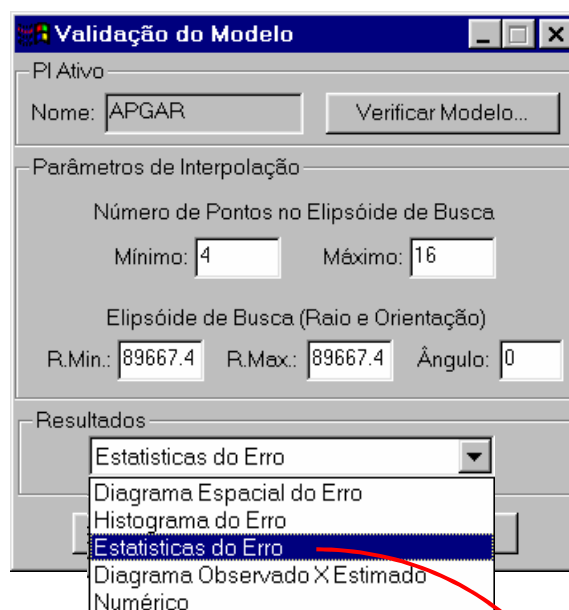 Validação do Modelo
PI Ativo
Nome: APGAR Verificar Modelo...
Parâmetros de Interpolação
Número de Pontos no Elipsóide de Busca
Mínimo: 4 Máximo: 16
Elipsóide de Busca (Raio e Orientação)
R.Min.: 89667.4 R.Max.: 89667.4 Ângulo: 0
Resultados
Estatisticas do Erro
Diagrama Espacial do Erro
Histograma do Erro
Estatisticas do Erro
Diagrama Observado X Estimado
Numérico